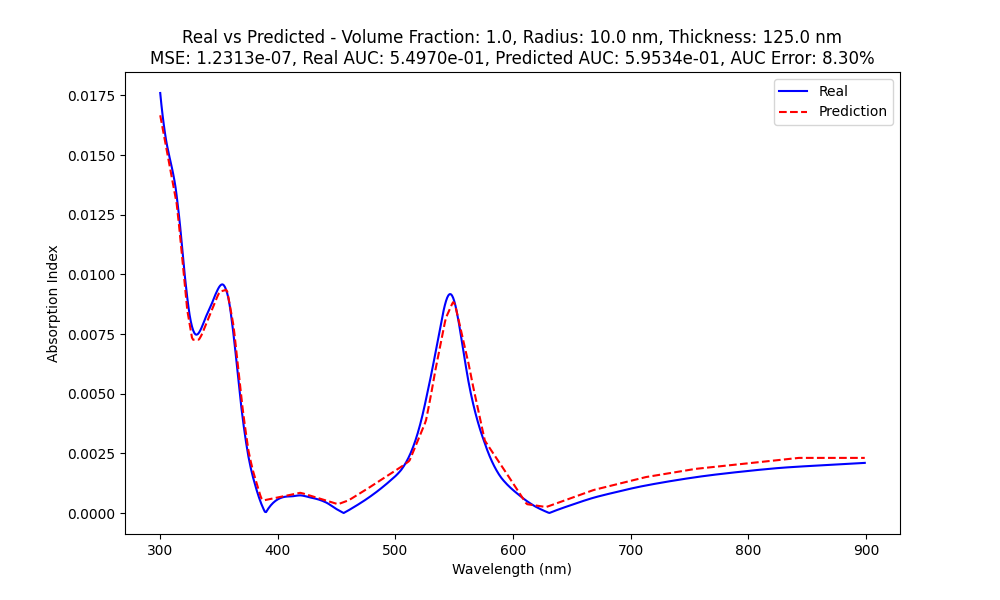 Real vs Predicted - Volume Fraction: 1.0, Radius: 10.0 nm, Thickness: 125.0 nm
MSE: 1.2313e-07, Real AUC: 5.4970e-01, Predicted AUC: 5.9534e-01, AUC Error: 8.30%
Real
Prediction
Absorption Index
0.0175
0.0150
0.0125
0.0100
0.0075
0.0050
0.0025
0.0000
300 400 500 600 700 800 900
Wavelength (nm)